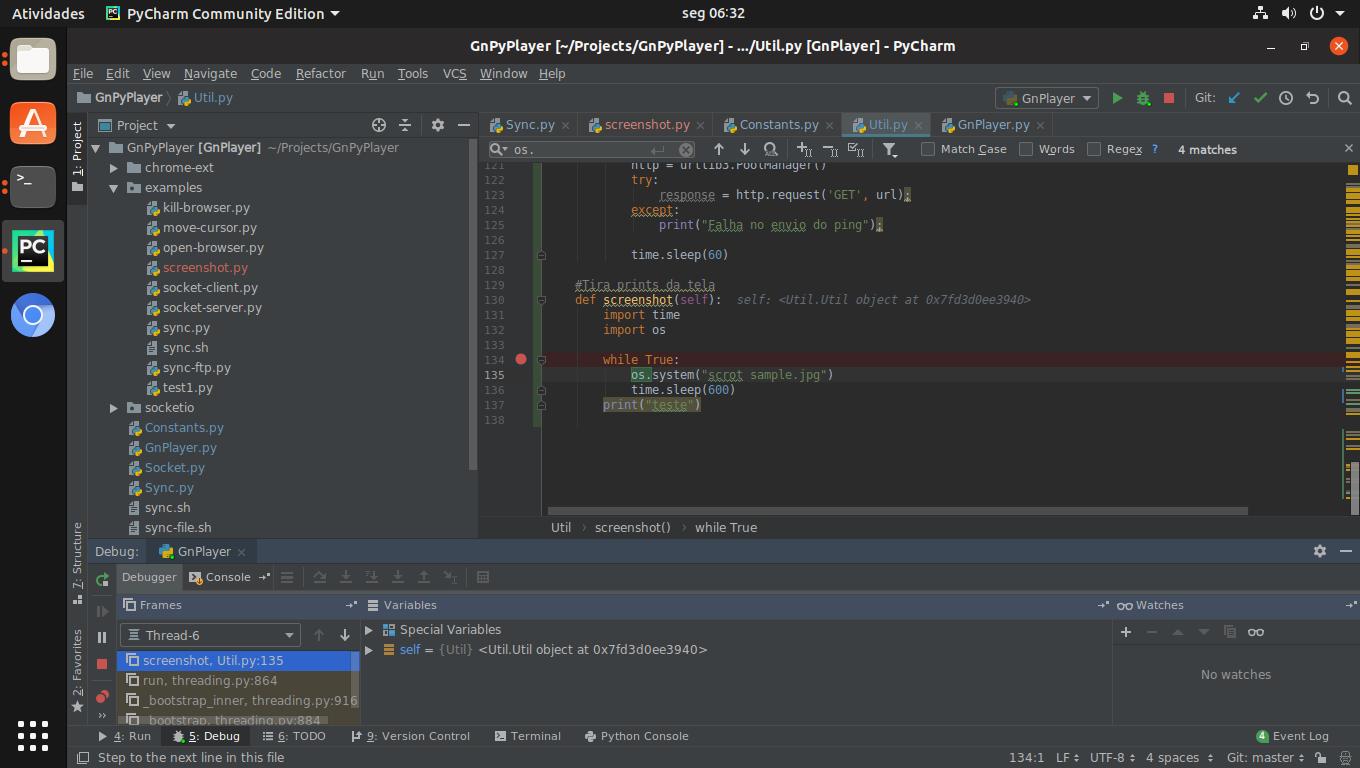 Atividades PyCharm Community Edition seg 06:32
GnPyPlayer [~/Projects/GnPyPlayer] - .../Util.py [GnPlayer] - PyCharm
File Edit View Navigate Code Refactor Run Tools VCS Window Help
GnPyPlayer Util.py GnPlayer Git:
1: Project
Project
GnPyPlayer [GnPlayer] ~/Projects/GnPyPlayer
chrome-ext
examples
kill-browser.py
move-cursor.py
open-browser.py
screenshot.py
socket-client.py
socket-server.py
sync.py
sync.sh
sync-ftp.py
test1.py
socketio
Constants.py
GnPlayer.py
Socket.py
Sync.py
sync.sh
sync-file.sh
Sync.py screenshot.py Constants.py Util.py GnPlayer.py
os. Match Case Words Regex ? 4 matches
121 http = urllib3.PoolManager()
122 try:
123 response = http.request('GET', url);
124 except:
125 print("Falha no envio do ping");
126
127 time.sleep(60)
128
129 #Tira prints da tela
130 def screenshot(self): self: <Util.Util object at 0x7fd3d0ee3940>
131 import time
132 import os
133
134 while True:
135 os.system("scrot sample.jpg")
136 time.sleep(600)
137 print("teste")
138
Util screenshot() while True
7: Structure
2: Favorites
Debug: GnPlayer
Debugger Console
Frames Variables Watches
Thread-6
screenshot, Util.py:135
run, threading.py:864
_bootstrap_inner, threading.py:916
_bootstrap, threading.py:884
Special Variables
self = {Util} <Util.Util object at 0x7fd3d0ee3940>
No watches
4: Run 5: Debug 6: TODO 9: Version Control Terminal Python Console 4 Event Log
Step to the next line in this file 134:1 LF UTF-8 4 spaces Git: master